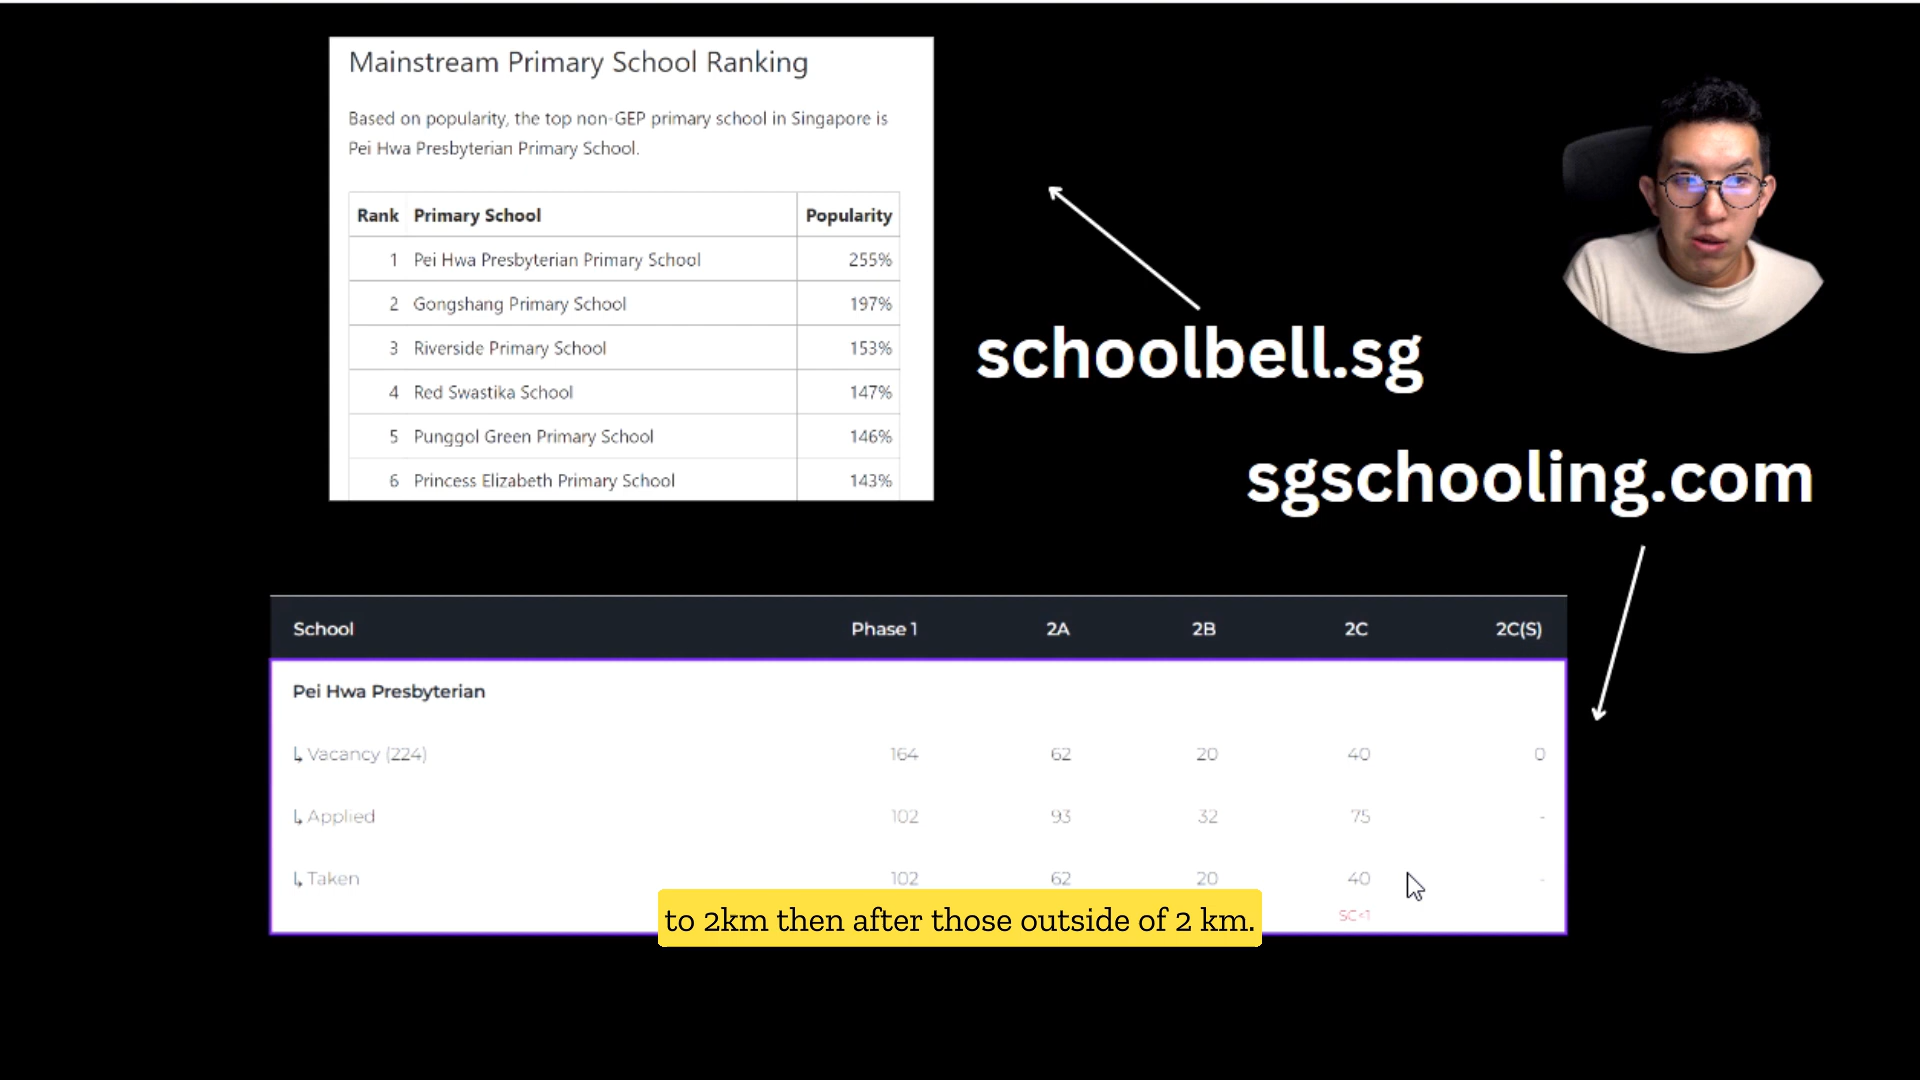 Mainstream Primary School Ranking
Based on popularity, the top non-GEP primary school in Singapore is
Pei Hwa Presbyterian Primary School.
Rank Primary School Popularity
1 Pei Hwa Presbyterian Primary School 255%
2 Gongshang Primary School 197%
3 Riverside Primary School 153%
4 Red Swastika School 147%
5 Punggol Green Primary School 146%
6 Princess Elizabeth Primary School 143%
schoolbell.sg
sgschooling.com
School Phase 1 2A 2B 2C 2C(S)
Pei Hwa Presbyterian
↳ Vacancy (224) 164 62 20 40 0
↳ Applied 102 93 32 75 -
↳ Taken 102 62 20 40 -
SC<1
to 2km then after those outside of 2 km.